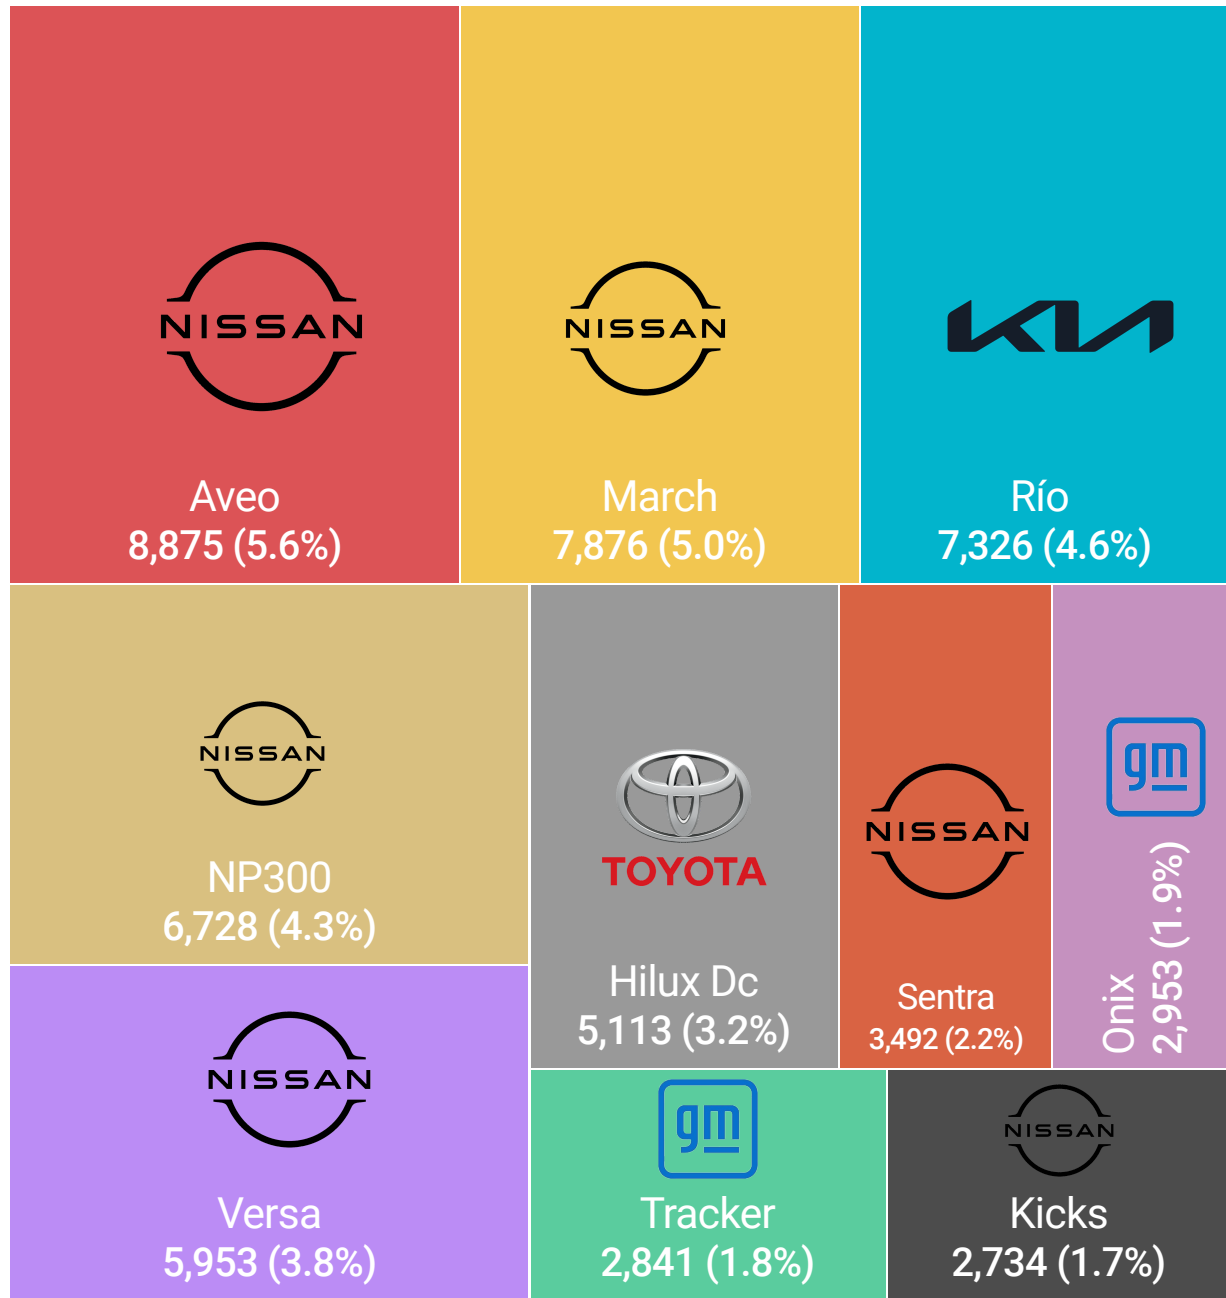 NISSAN
Aveo
8,875 (5.6%)
NISSAN
March
7,876 (5.0%)
KIA
Río
7,326 (4.6%)
NISSAN
NP300
6,728 (4.3%)
NISSAN
Versa
5,953 (3.8%)
TOYOTA
Hilux Dc
5,113 (3.2%)
NISSAN
Sentra
3,492 (2.2%)
gm
Onix
2,953 (1.9%)
gm
Tracker
2,841 (1.8%)
NISSAN
Kicks
2,734 (1.7%)